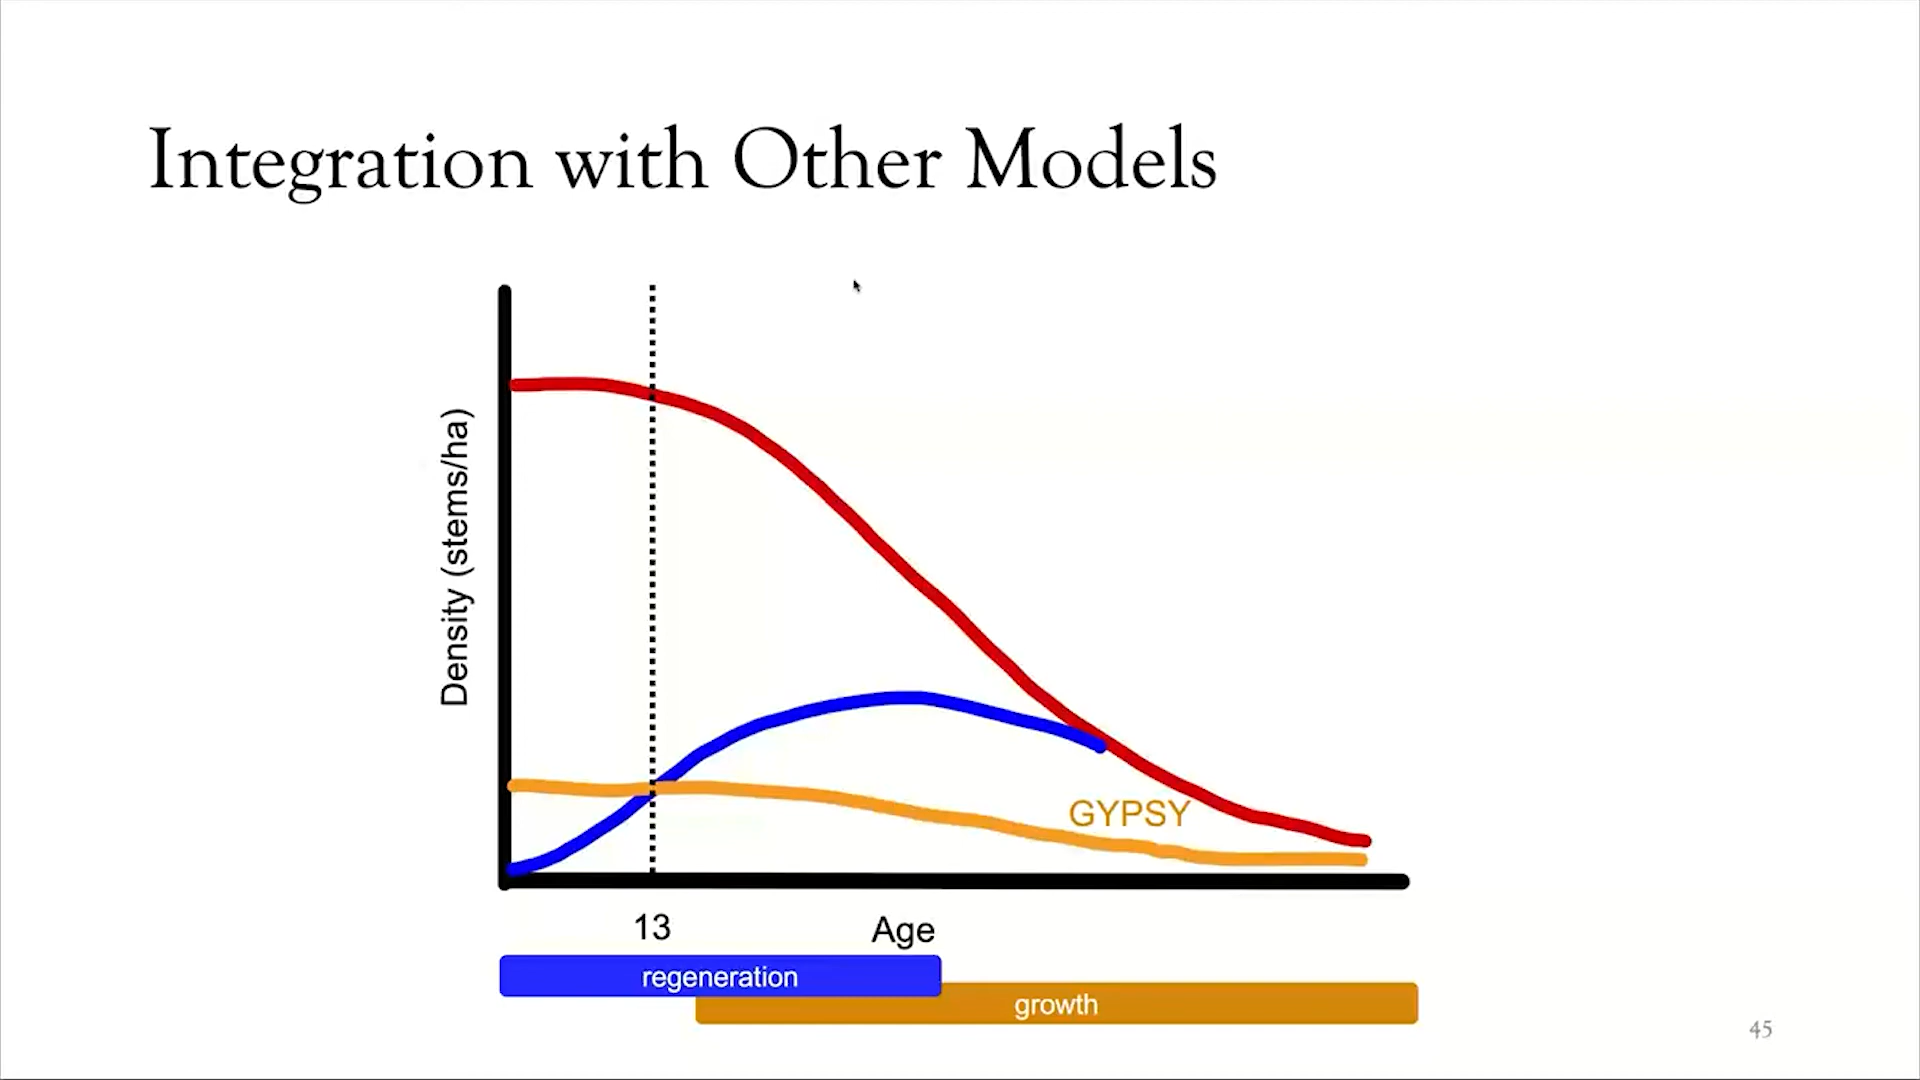 Integration with Other Models
Density (stems/ha)
GYPSY
13
Age
regeneration
growth
45